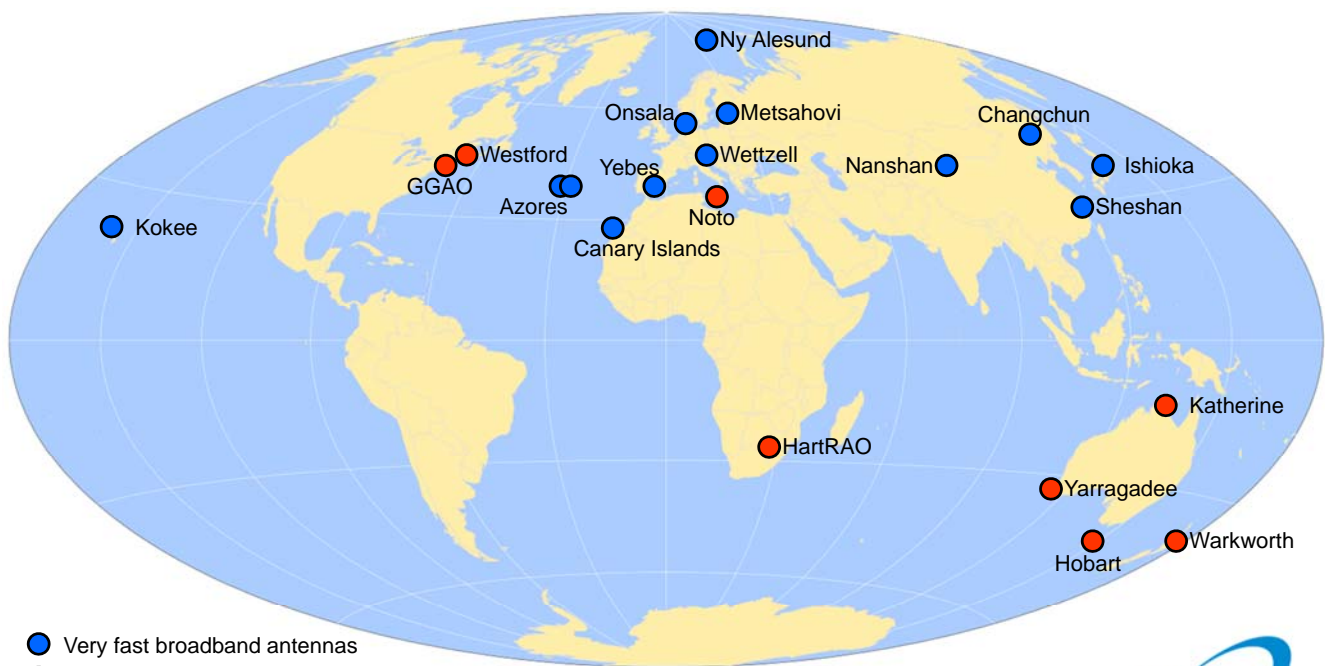 Ny Alesund
Onsala
Metsahovi
Changchun
Westford
Yebes
Wettzell
Nanshan
Ishioka
GGAO
Azores
Noto
Sheshan
Kokee
Canary Islands
Katherine
HartRAO
Yarragadee
Hobart
Warkworth
Very fast broadband antennas